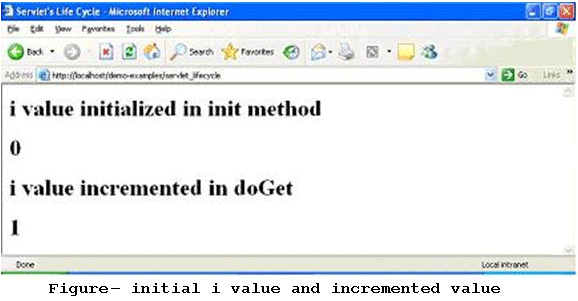 Servlet's Life Cycle - Microsoft Internet Explorer
File Edit View Favorites Tools Help
Back Search Favorites
Address http://localhost/demo-examples/servlet_lifecycle Go Links »
i value initialized in init method
0
i value incremented in doGet
1
Done Local intranet
Figure- initial i value and incremented value